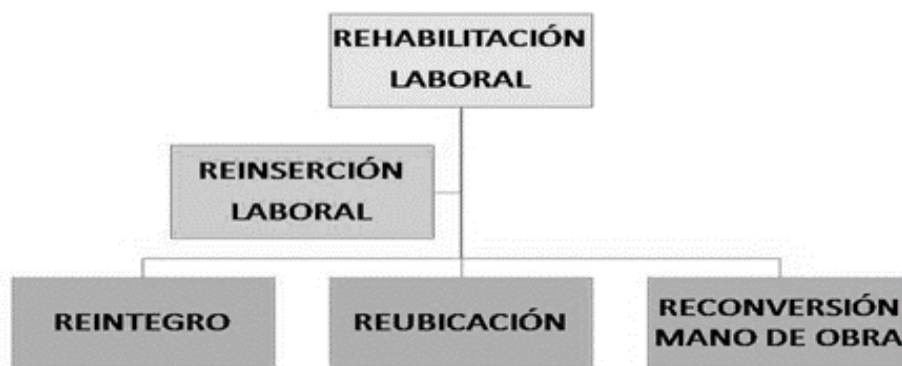 REHABILITACIÓN
LABORAL
REINSERCIÓN
LABORAL
REINTEGRO
REUBICACIÓN
RECONVERSIÓN
MANO DE OBRA